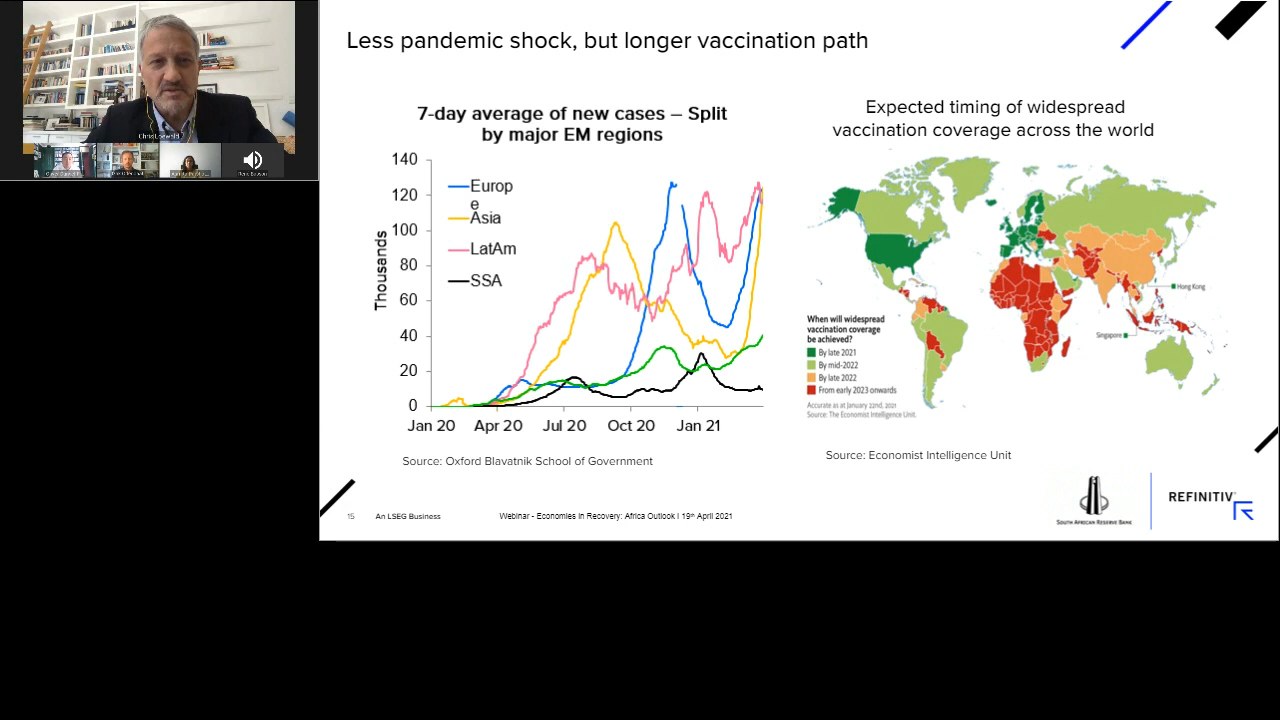 Chris Loewald
Rene Babson
Less pandemic shock, but longer vaccination path
7-day average of new cases – Split
by major EM regions
Thousands
140
120
100
80
60
40
20
0
Europ
e
Asia
LatAm
SSA
Jan 20 Apr 20 Jul 20 Oct 20 Jan 21
Source: Oxford Blavatnik School of Government
Expected timing of widespread
vaccination coverage across the world
Hong Kong
Singapore
When will widespread
vaccination coverage
be achieved?
By late 2021
By mid-2022
By late 2022
From early 2023 onwards
Accurate as at January 22nd, 2021
Source: The Economist Intelligence Unit.
Source: Economist Intelligence Unit
15 An LSEG Business Webinar - Economies in Recovery: Africa Outlook I 19th April 2021
SOUTH AFRICAN RESERVE BANK
REFINITIV